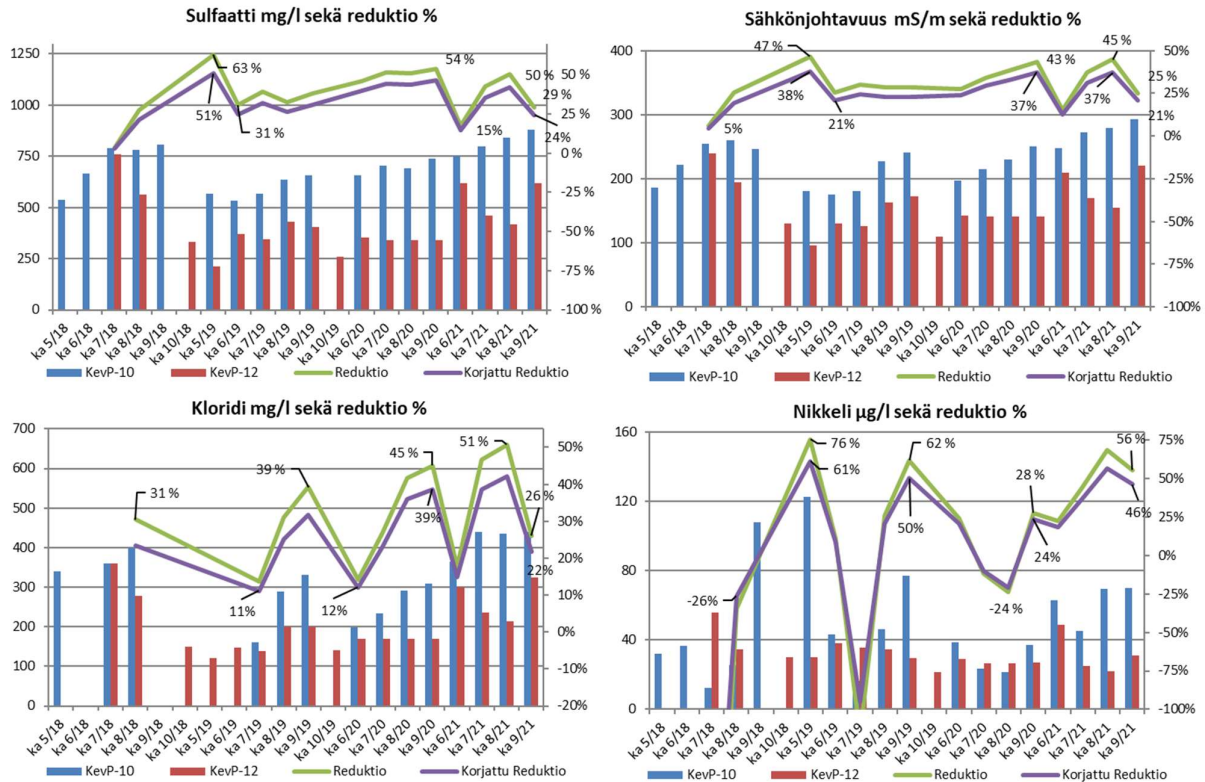 Sulfaatti mg/l sekä reduktio %
1250
1000
750
500
250
0
50 %
25 %
0 %
-25 %
-50 %
-75 %
-100 %
63 %
51 %
31 %
54 %
15 %
50 %
29 %
24 %
ka 5/18
ka 6/18
ka 7/18
ka 8/18
ka 9/18
ka 10/18
ka 5/19
ka 6/19
ka 7/19
ka 8/19
ka 9/19
ka 10/19
ka 6/20
ka 7/20
ka 8/20
ka 9/20
ka 6/21
ka 7/21
ka 8/21
ka 9/21
KevP-10 KevP-12 Reduktio Korjattu Reduktio
Sähkönjohtavuus mS/m sekä reduktio %
400
300
200
100
0
50%
25%
0%
-25%
-50%
-75%
-100%
47 %
38%
5%
21%
43 %
37%
45 %
37%
25 %
21%
ka 5/18
ka 6/18
ka 7/18
ka 8/18
ka 9/18
ka 10/18
ka 5/19
ka 6/19
ka 7/19
ka 8/19
ka 9/19
ka 10/19
ka 6/20
ka 7/20
ka 8/20
ka 9/20
ka 6/21
ka 7/21
ka 8/21
ka 9/21
KevP-10 KevP-12 Reduktio Korjattu Reduktio
Kloridi mg/l sekä reduktio %
700
600
500
400
300
200
100
0
50%
40%
30%
20%
10%
0%
-10%
-20%
31 %
11%
39 %
12%
45 %
39%
51 %
26 %
22%
ka 5/18
ka 6/18
ka 7/18
ka 8/18
ka 9/18
ka 10/18
ka 5/19
ka 6/19
ka 7/19
ka 8/19
ka 9/19
ka 10/19
ka 6/20
ka 7/20
ka 8/20
ka 9/20
ka 6/21
ka 7/21
ka 8/21
ka 9/21
KevP-10 KevP-12 Reduktio Korjattu Reduktio
Nikkeli µg/l sekä reduktio %
160
120
80
40
0
75%
50%
25%
0%
-25%
-50%
-75%
-100%
76 %
61%
-26%
62 %
50%
28 %
24%
-24 %
56 %
46%
ka 5/18
ka 6/18
ka 7/18
ka 8/18
ka 9/18
ka 10/18
ka 5/19
ka 6/19
ka 7/19
ka 8/19
ka 9/19
ka 10/19
ka 6/20
ka 7/20
ka 8/20
ka 9/20
ka 6/21
ka 7/21
ka 8/21
ka 9/21
KevP-10 KevP-12 Reduktio Korjattu Reduktio